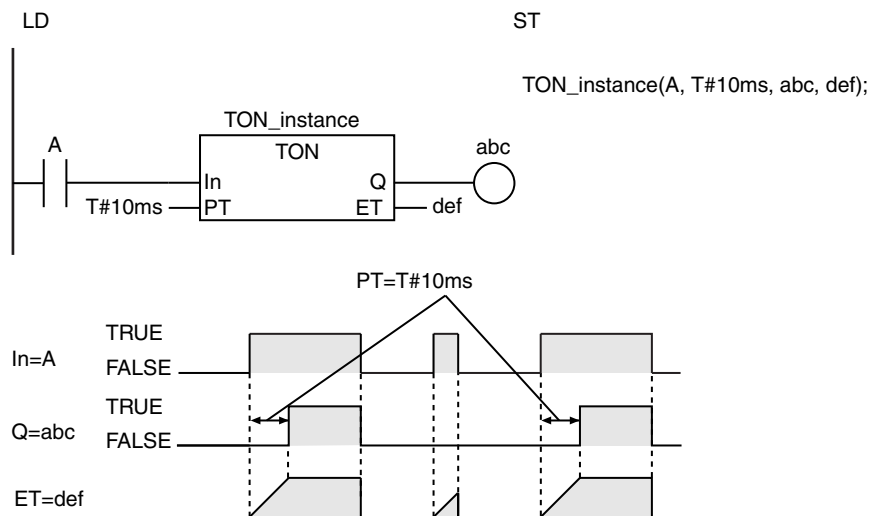 LD
ST
TON_instance(A, T#10ms, abc, def);
TON_instance
A
TON
abc
In
Q
T#10ms
PT
ET
def
PT=T#10ms
In=A
TRUE
FALSE
Q=abc
TRUE
FALSE
ET=def